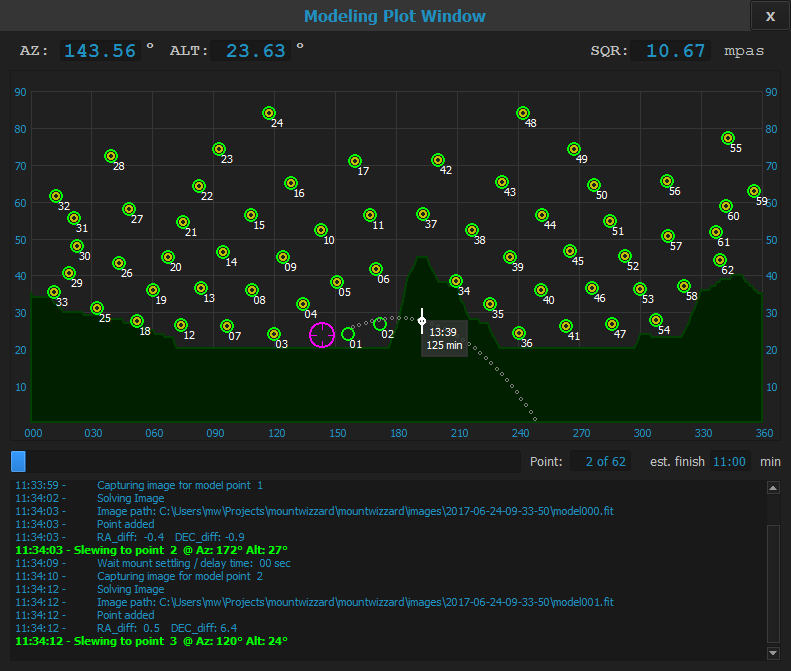 Modeling Plot Window
x
AZ: 143.56 ° ALT: 23.63 ° SQR: 10.67 mpas
90 90
24 48
80 80
55
23 49
28
42
17
70 70
16 43 50 56
22
59
32
60 60
27 60
15 11 37 44
31 21 51
10 38 61
50 50
30 57
14 45
20 09 39 52
26 62
06
40 40
29
05 34
13 46 58
33 19 08 40 53
04 35
30 30
25
18 12 07 02 41 47 54
03 01 36
13:39
125 min
20 20
10 10
000 030 060 090 120 150 180 210 240 270 300 330 360
Point: 2 of 62 est. finish 11:00 min
11:33:59 - Capturing image for model point 1
11:34:02 - Solving Image
11:34:03 - Image path: C:\Users\mw\Projects\mountwizzard\images\2017-06-24-09-33-50\model000.fit
11:34:03 - Point added
11:34:03 - RA_diff: -0.4 DEC_diff: -0.9
11:34:03 - Slewing to point 2 @ Az: 172° Alt: 27°
11:34:09 - Wait mount settling / delay time: 00 sec
11:34:10 - Capturing image for model point 2
11:34:12 - Solving Image
11:34:12 - Image path: C:\Users\mw\Projects\mountwizzard\images\2017-06-24-09-33-50\model001.fit
11:34:12 - Point added
11:34:12 - RA_diff: 0.5 DEC_diff: 6.4
11:34:12 - Slewing to point 3 @ Az: 120° Alt: 24°